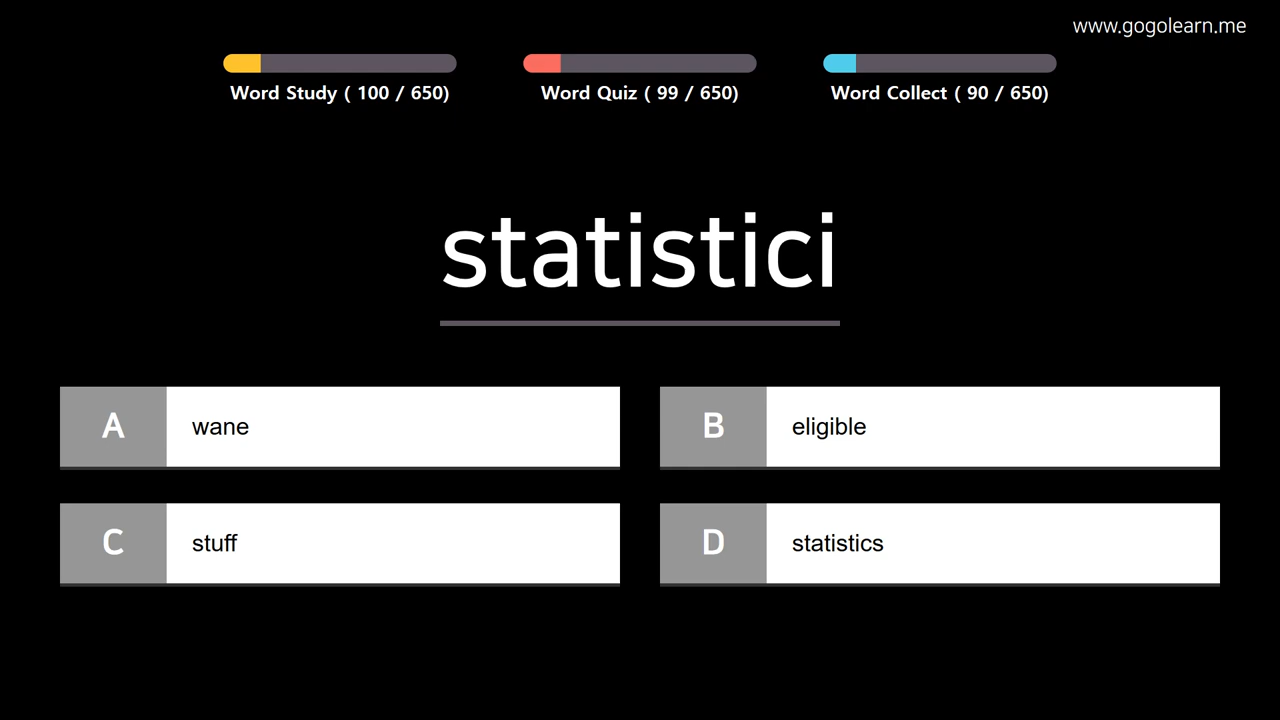 www.gogolearn.me
Word Study ( 100 / 650)
Word Quiz ( 99 / 650)
Word Collect ( 90 / 650)
statistici
A wane
B eligible
C stuff
D statistics